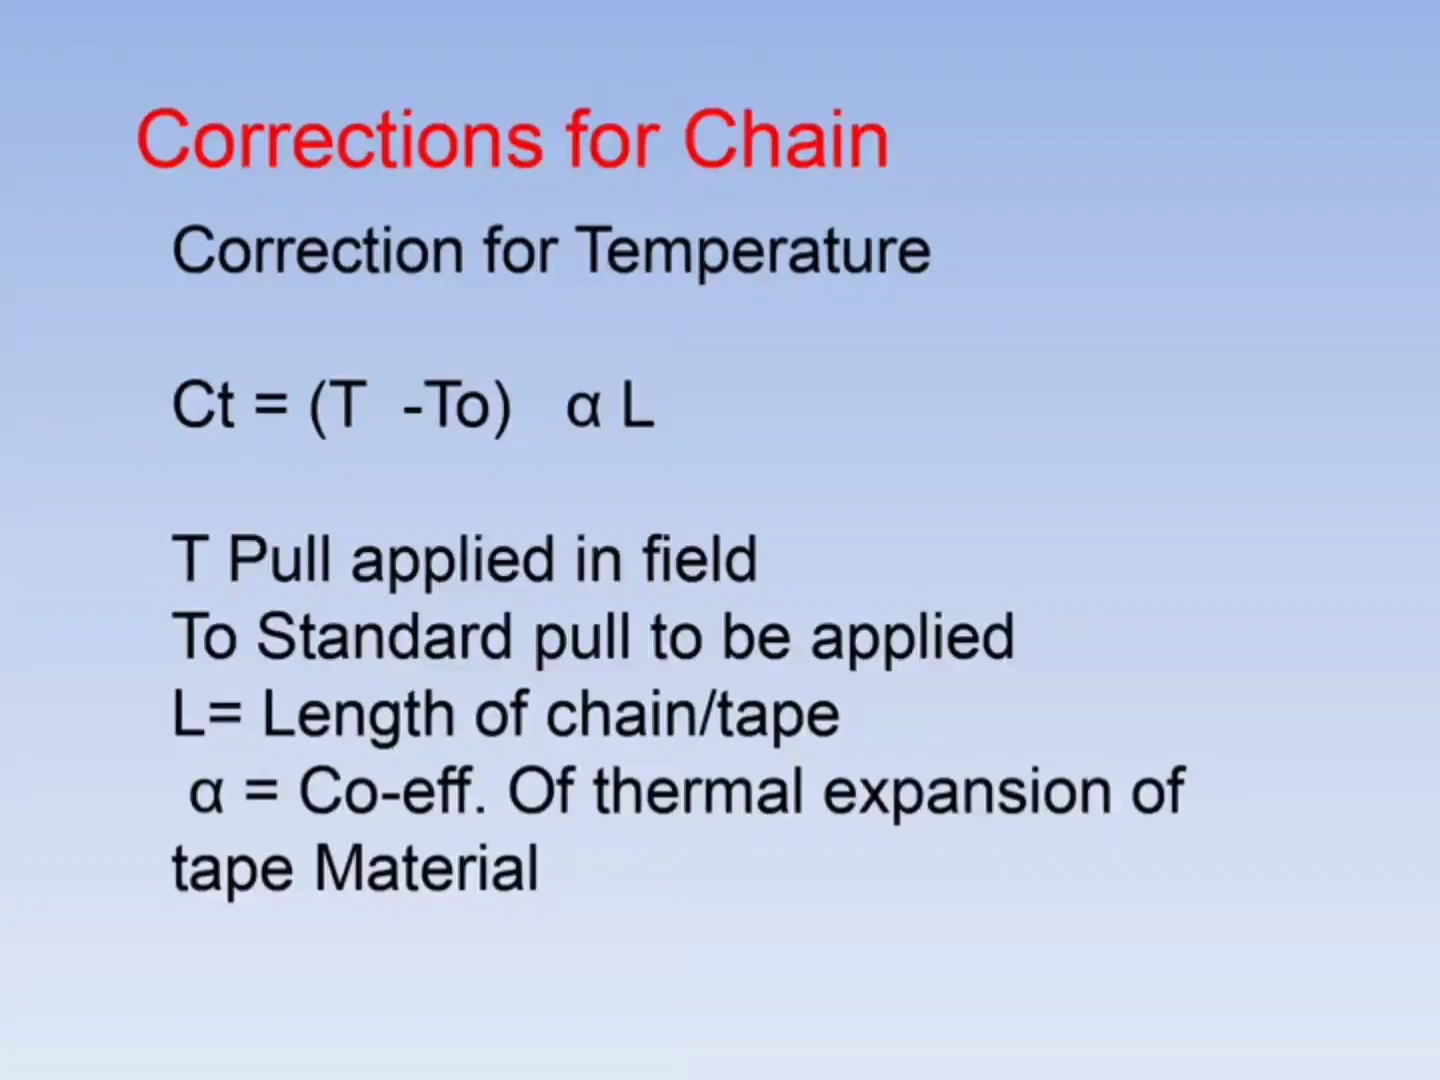 Corrections for Chain
Correction for Temperature
Ct = (T  -To)   α L
T Pull applied in field
To Standard pull to be applied
L= Length of chain/tape
α = Co-eff. Of thermal expansion of
tape Material